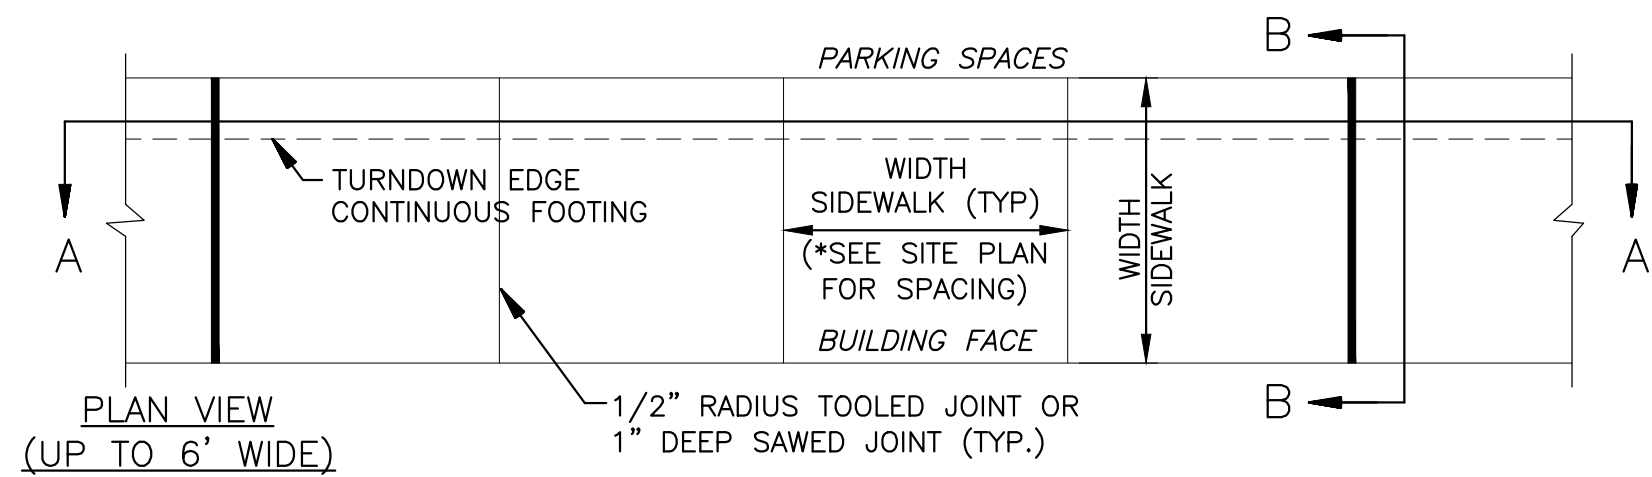 PARKING SPACES
B
TURNDOWN EDGE
CONTINUOUS FOOTING
WIDTH
SIDEWALK (TYP)
(*SEE SITE PLAN
FOR SPACING)
BUILDING FACE
WIDTH
SIDEWALK
A
A
1/2” RADIUS TOOLED JOINT OR
1” DEEP SAWED JOINT (TYP.)
B
PLAN VIEW
(UP TO 6’ WIDE)